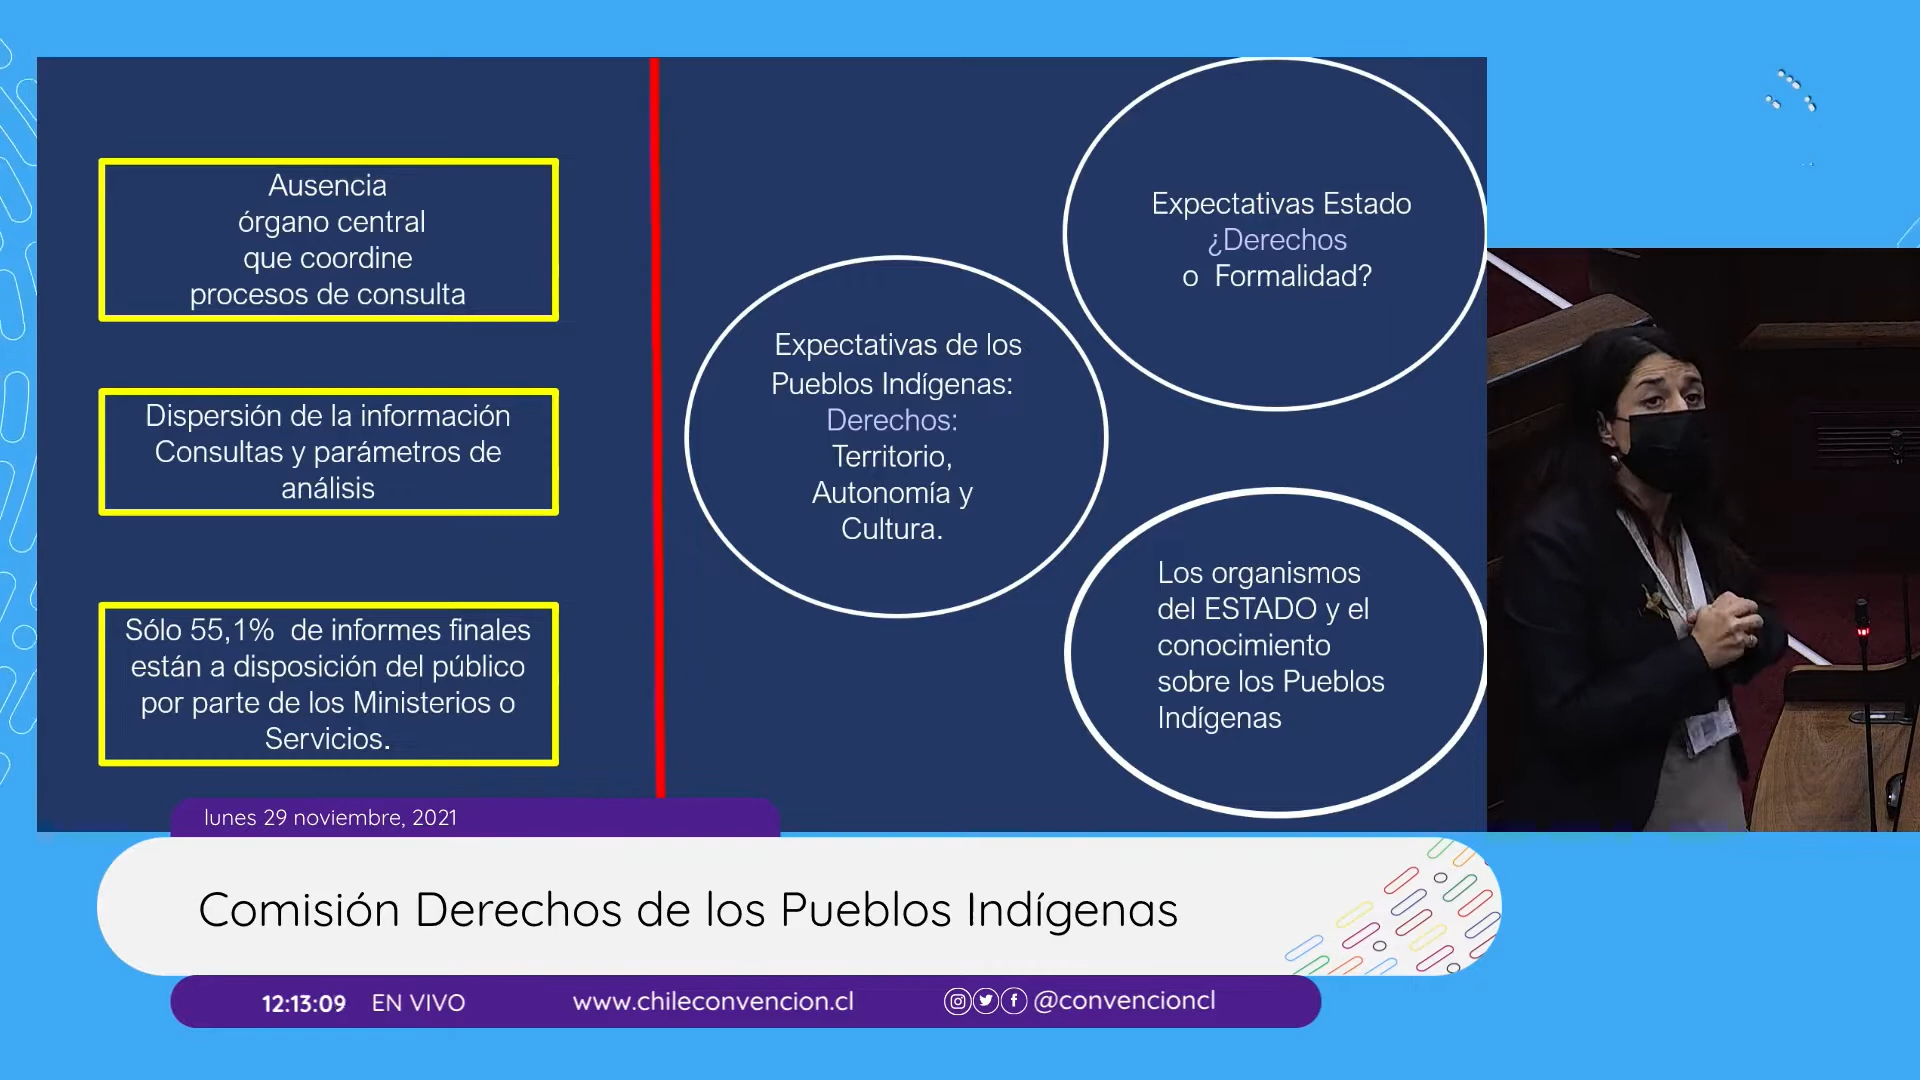 Ausencia
órgano central
que coordine
procesos de consulta
Dispersión de la información
Consultas y parámetros de
análisis
Sólo 55,1% de informes finales
están a disposición del público
por parte de los Ministerios o
Servicios.
Expectativas de los
Pueblos Indígenas:
Derechos:
Territorio,
Autonomía y
Cultura.
Expectativas Estado
¿Derechos
o Formalidad?
Los organismos
del ESTADO y el
conocimiento
sobre los Pueblos
Indígenas
lunes 29 noviembre, 2021
Comisión Derechos de los Pueblos Indígenas
12:13:09 EN VIVO www.chileconvencion.cl @convencioncl